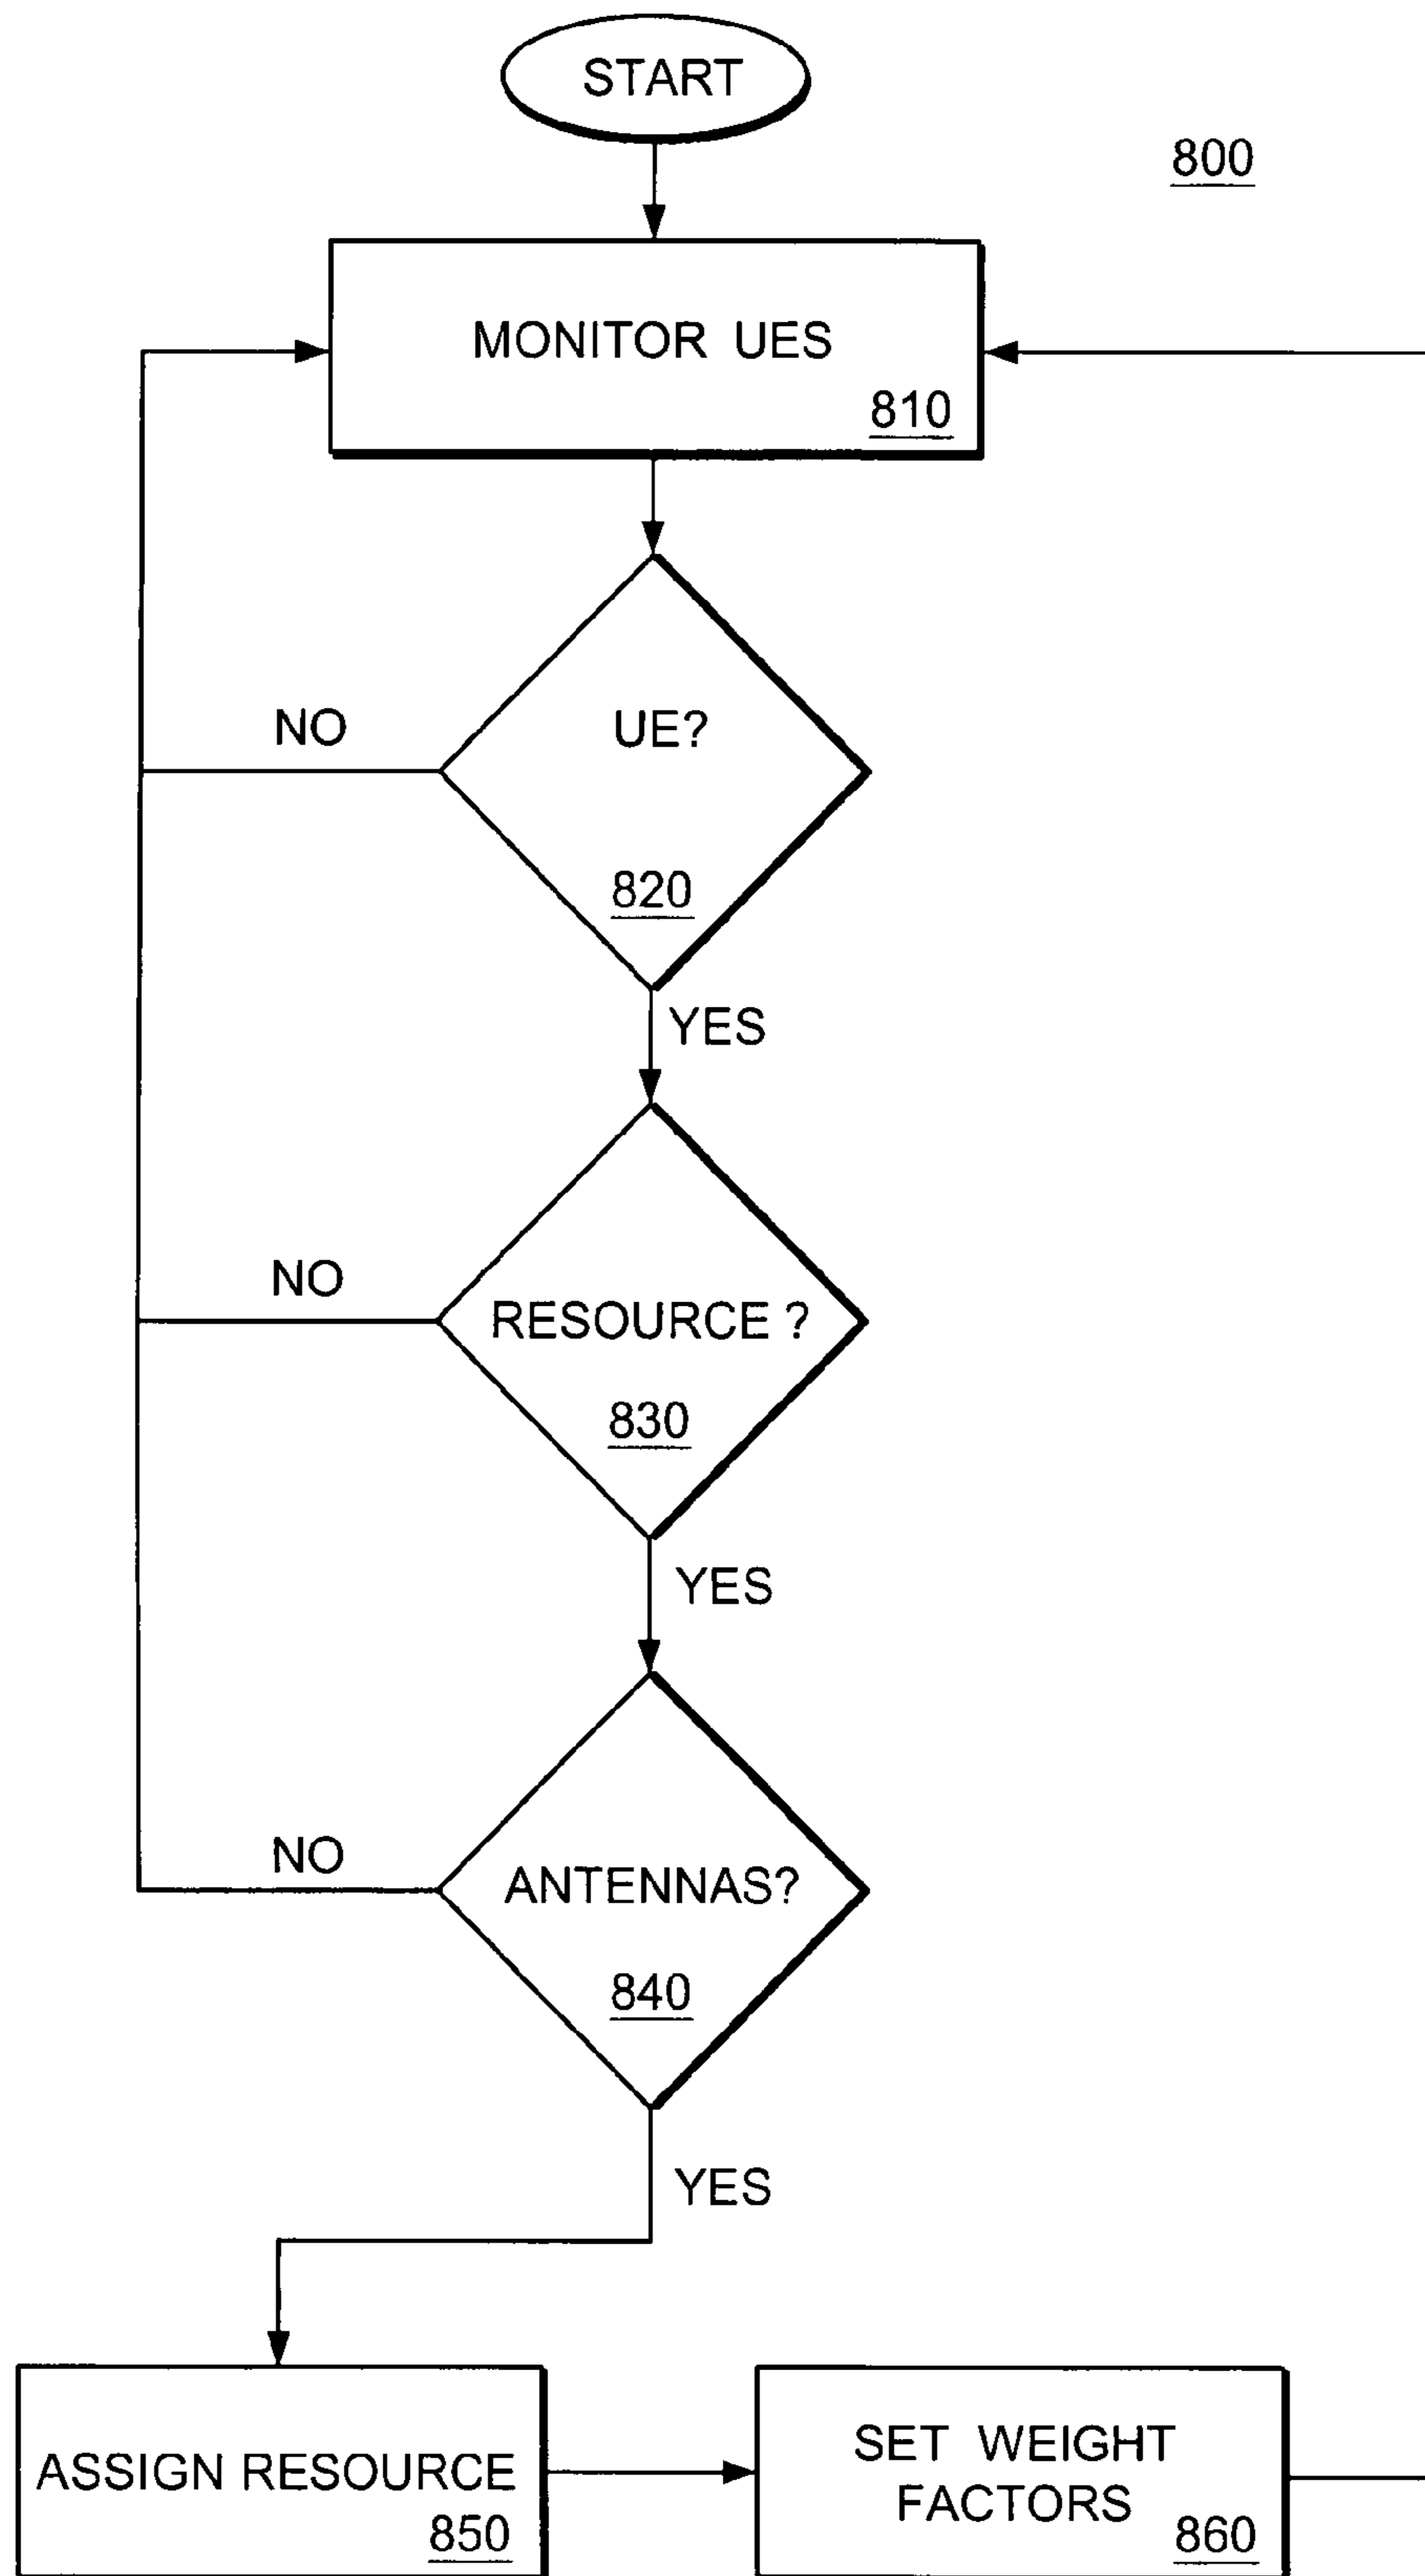 START
800
MONITOR UES
810
NO
UE?
820
YES
NO
RESOURCE ?
830
YES
NO
ANTENNAS?
840
YES
ASSIGN RESOURCE
850
SET WEIGHT
FACTORS
860